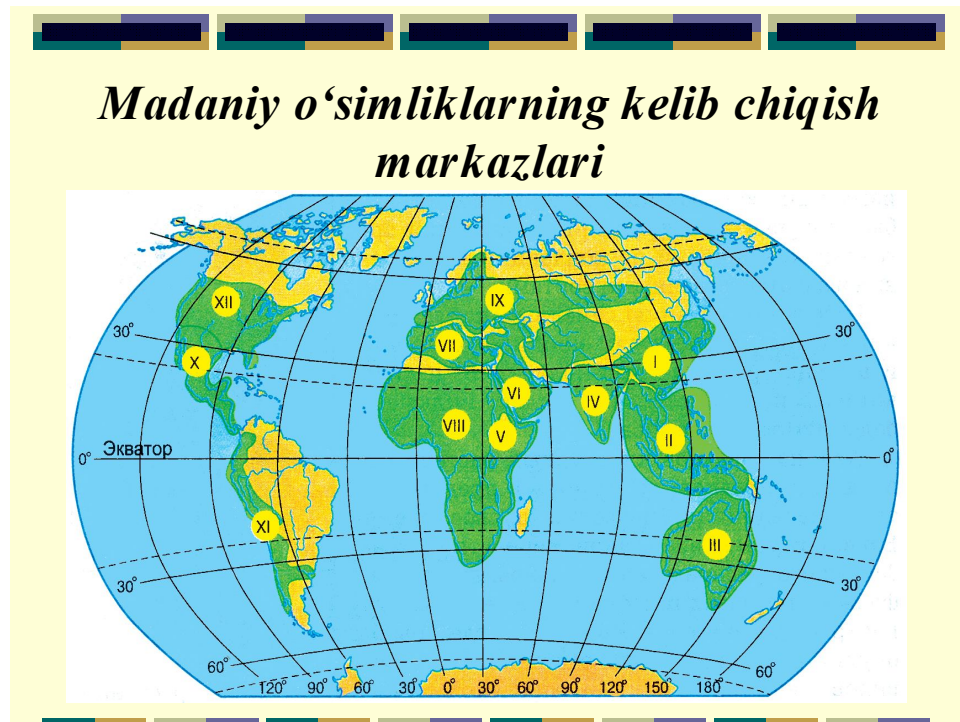 Madaniy o‘simliklarning kelib chiqish
markazlari
XII
IX
30°
30°
VII
X
I
VI
IV
VIII
V
II
0°
Экватор
0°
XI
III
30°
30°
60°
60°
120° 90° 60° 30° 0° 30° 60° 90° 120° 150° 180°